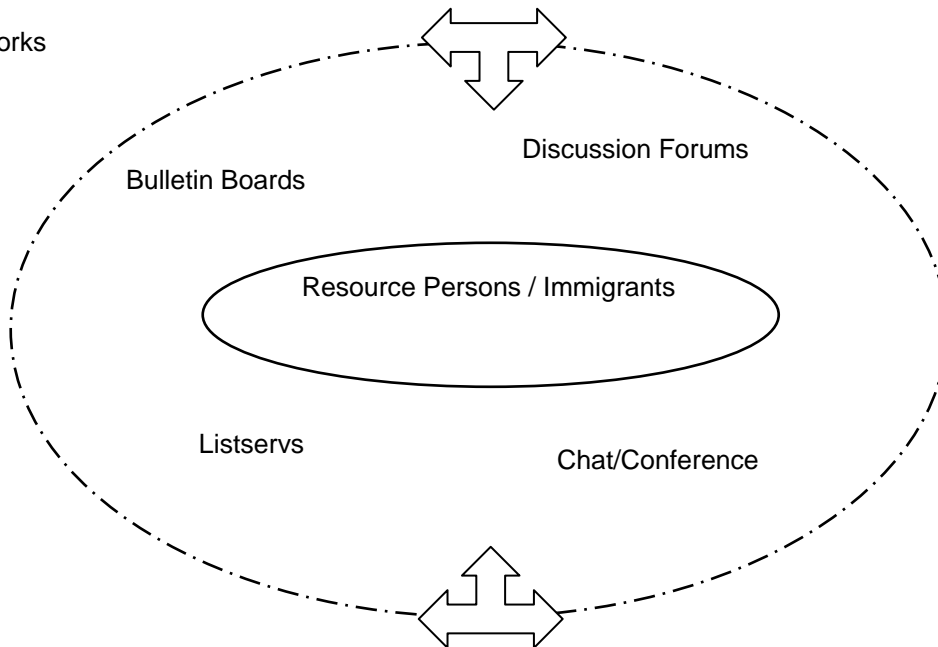 Discussion Forums
Bulletin Boards
Resource Persons / Immigrants
Listservs
Chat/Conference